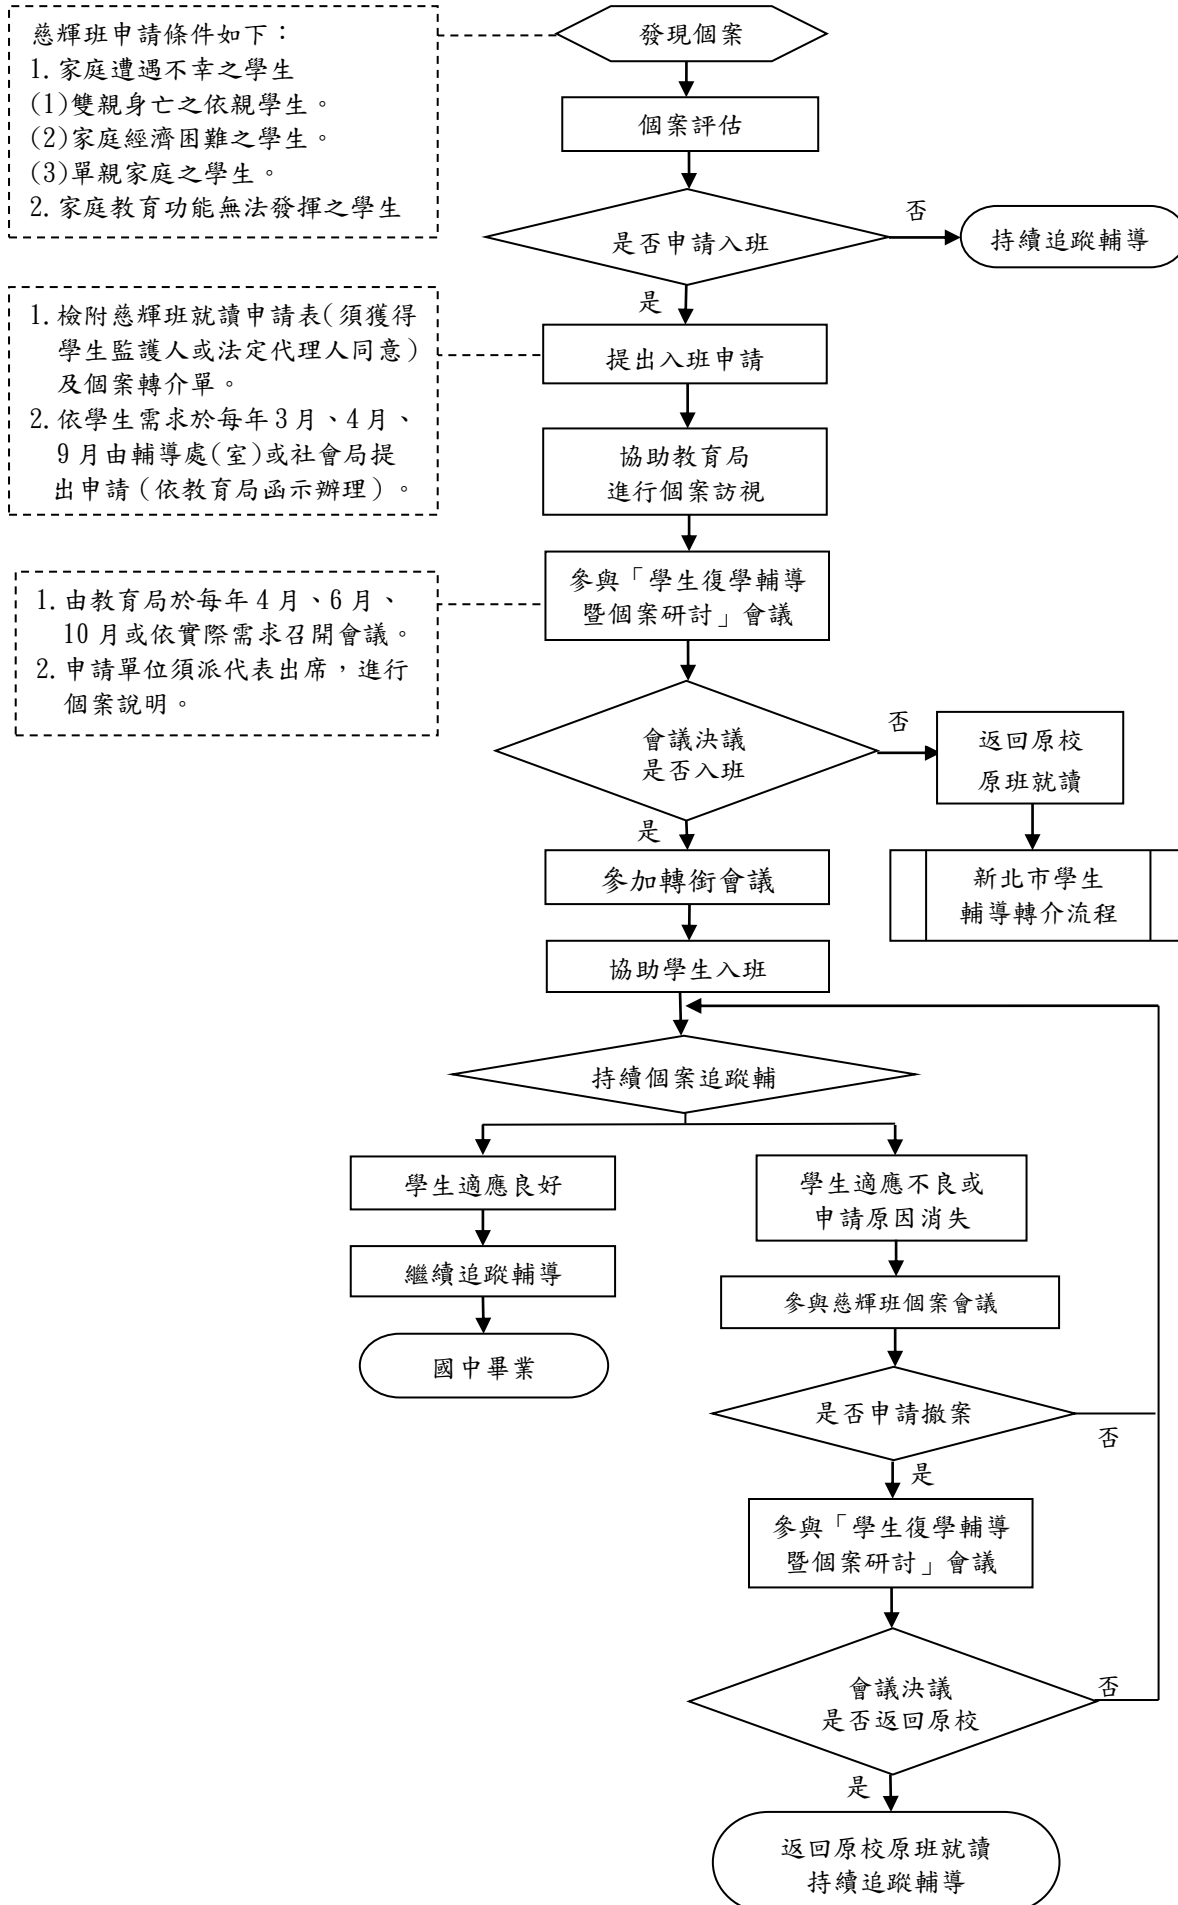 慈輝班申請條件如下：
1.家庭遭遇不幸之學生
(1)雙親身亡之依親學生。
(2)家庭經濟困難之學生。
(3)單親家庭之學生。
2.家庭教育功能無法發揮之學生
發現個案
個案評估
是否申請入班
否
持續追蹤輔導
是
1.檢附慈輝班就讀申請表(須獲得
學生監護人或法定代理人同意)
及個案轉介單。
2.依學生需求於每年3月、4月、
9月由輔導處(室)或社會局提
出申請(依教育局函示辦理)。
提出入班申請
協助教育局
進行個案訪視
1.由教育局於每年4月、6月、
10月或依實際需求召開會議。
2.申請單位須派代表出席，進行
個案說明。
參與「學生復學輔導
暨個案研討」會議
會議決議
是否入班
否
返回原校
原班就讀
新北市學生
輔導轉介流程
是
參加轉銜會議
協助學生入班
持續個案追蹤輔
學生適應良好
繼續追蹤輔導
國中畢業
學生適應不良或
申請原因消失
參與慈輝班個案會議
是否申請撤案
否
是
參與「學生復學輔導
暨個案研討」會議
會議決議
是否返回原校
否
是
返回原校原班就讀
持續追蹤輔導